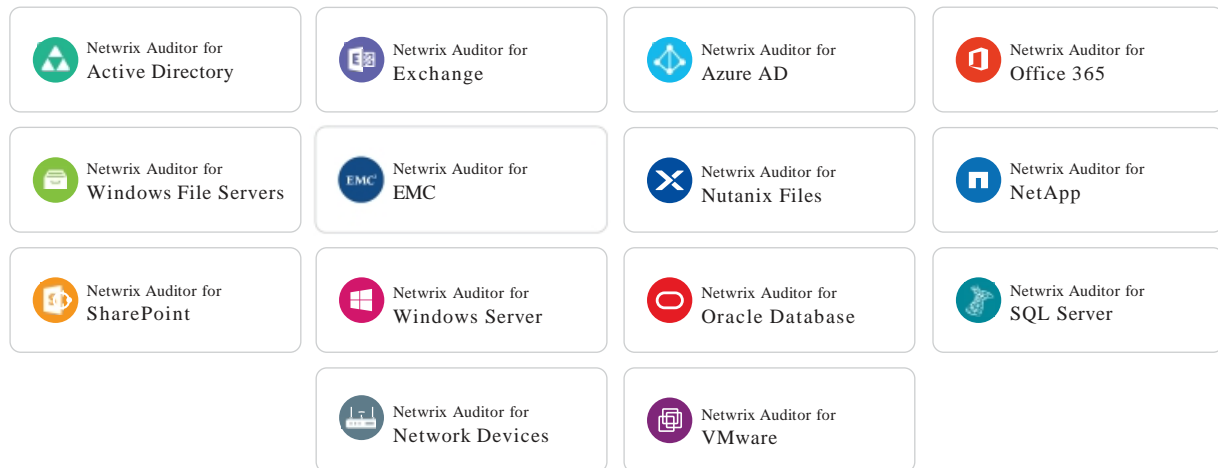 Netwrix Auditor for
Active Directory
Netwrix Auditor for
Exchange
Netwrix Auditor for
Azure AD
Netwrix Auditor for
Office 365
Netwrix Auditor for
Windows File Servers
EMC²
Netwrix Auditor for
EMC
Netwrix Auditor for
Nutanix Files
Netwrix Auditor for
NetApp
Netwrix Auditor for
SharePoint
Netwrix Auditor for
Windows Server
Netwrix Auditor for
Oracle Database
Netwrix Auditor for
SQL Server
Netwrix Auditor for
Network Devices
Netwrix Auditor for
VMware